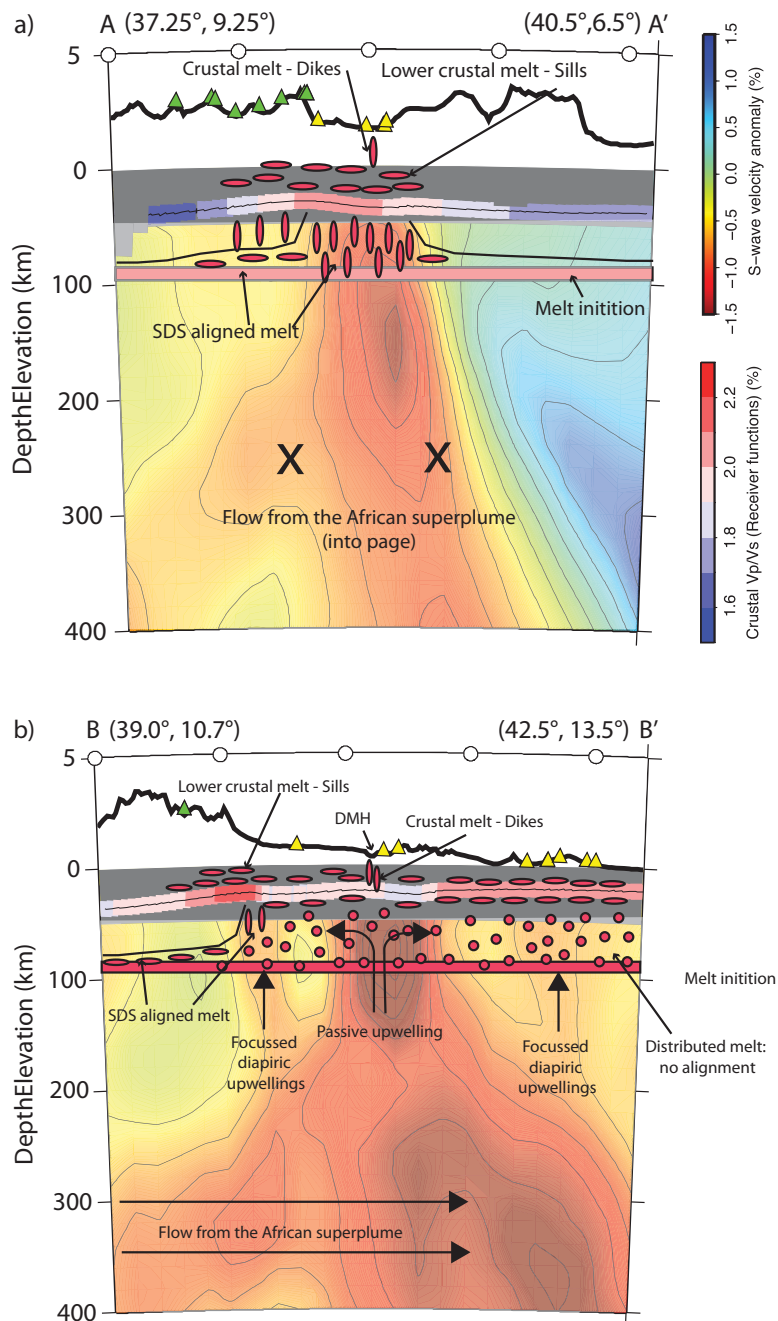 a)
A (37.25°, 9.25°)
(40.5°,6.5°) A’
5
Crustal melt - Dikes
Lower crustal melt - Sills
0
100
SDS aligned melt
Melt initition
200
X X
Flow from the African superplume
(into page)
300
400
DepthElevation (km)
1.5
1.0
0.5
0.0
−0.5
−1.0
−1.5
S−wave velocity anomaly (%)
2.2
2.0
1.8
1.6
Crustal Vp/Vs (Receiver functions) (%)
b)
B (39.0°, 10.7°)
(42.5°, 13.5°) B’
5
Lower crustal melt - Sills
DMH
Crustal melt - Dikes
0
100
Melt initition
SDS aligned melt
Passive upwelling
Focussed
diapiric
upwellings
Focussed
diapiric
upwellings
Distributed melt:
no alignment
200
300
Flow from the African superplume
400
DepthElevation (km)